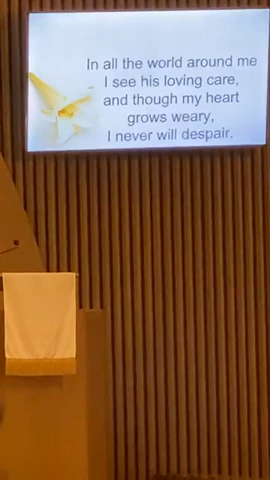 In all the world around me
I see his loving care,
and though my heart
grows weary,
I never will despair.